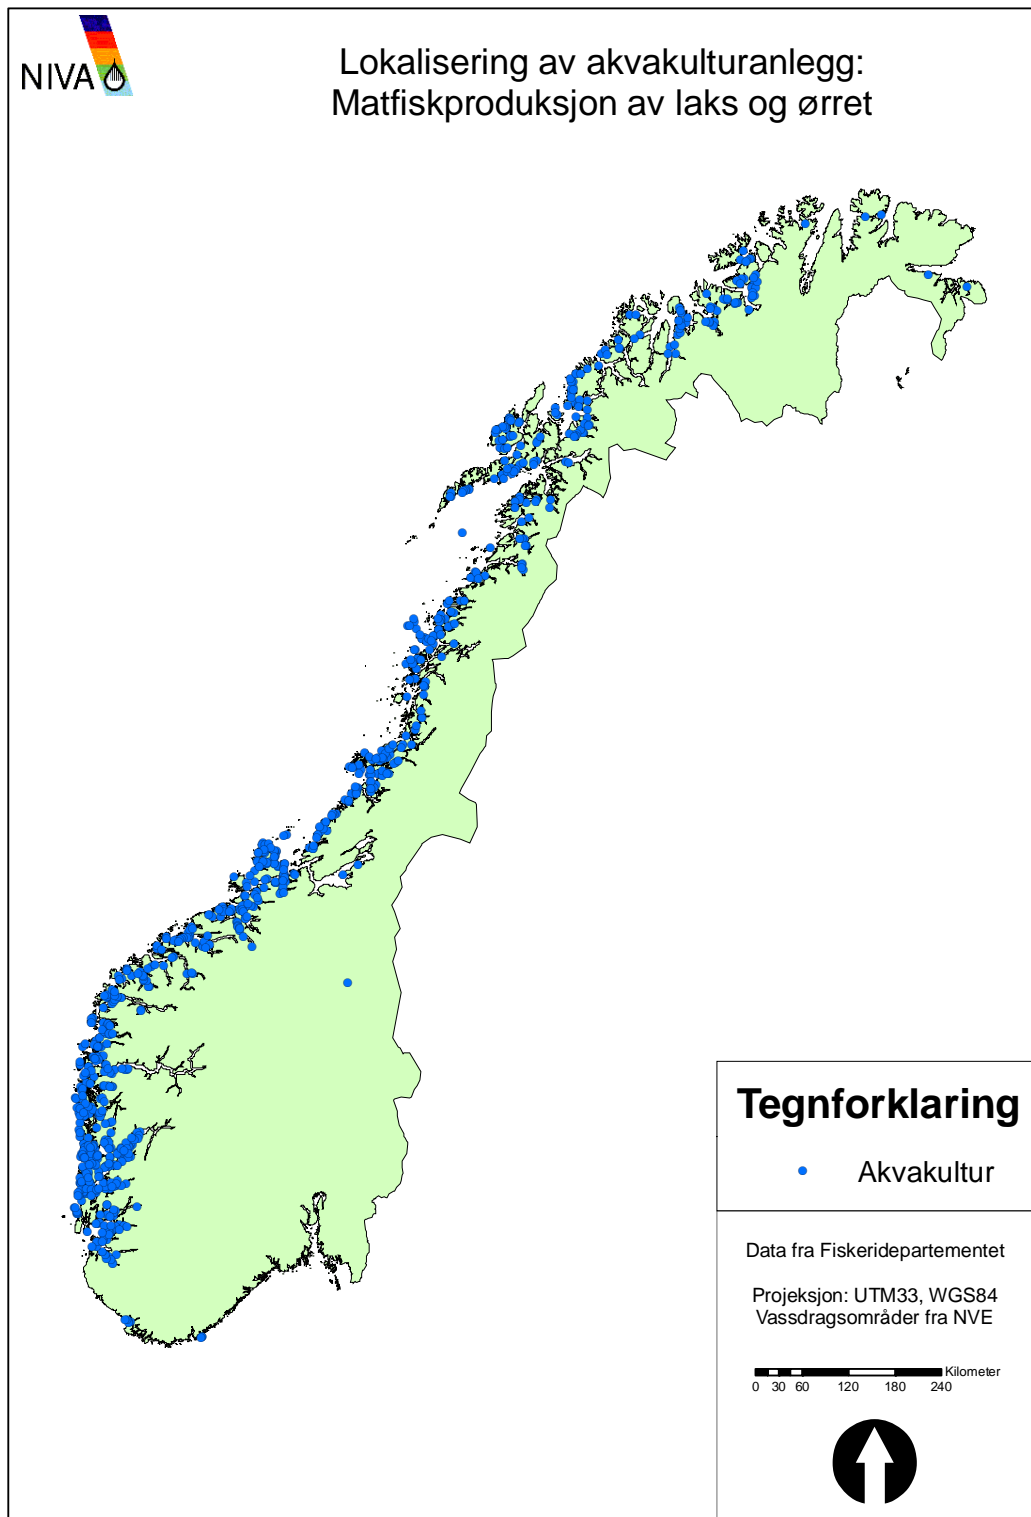 NIVA
Lokalisering av akvakulturanlegg:
Matfiskproduksjon av laks og ørret
Tegnforklaring
Akvakultur
Data fra Fiskeridepartementet
Projeksjon: UTM33, WGS84
Vassdragsområder fra NVE
Kilometer
0 30 60 120 180 240